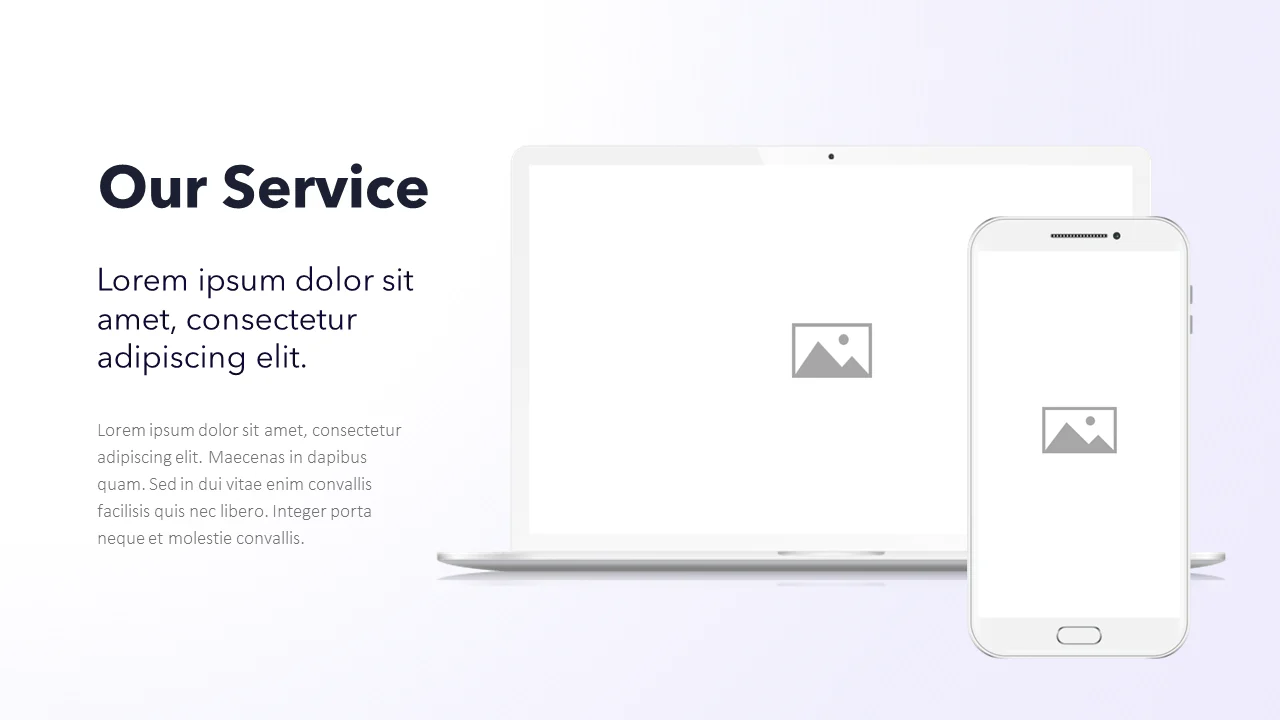 Our Service
Lorem ipsum dolor sit
amet, consectetur
adipiscing elit.
Lorem ipsum dolor sit amet, consectetur
adipiscing elit. Maecenas in dapibus
quam. Sed in dui vitae enim convallis
facilisis quis nec libero. Integer porta
neque et molestie convallis.